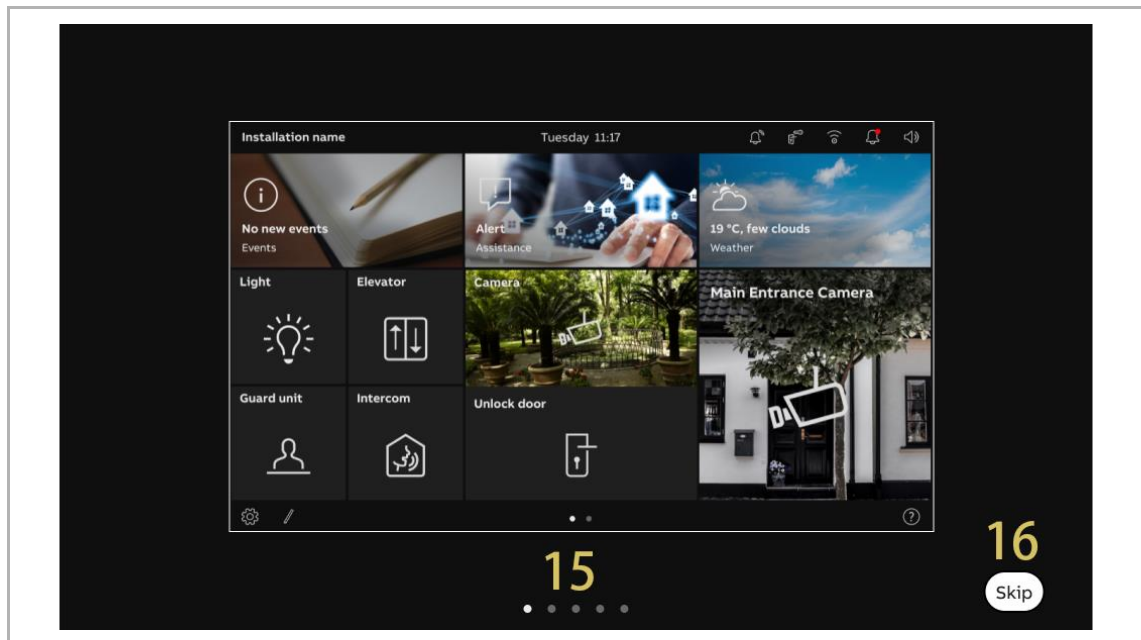 Installation name
Tuesday 11:17
No new events
Events
Alert
Assistance
19 °C, few clouds
Weather
Light
Elevator
Camera
Main Entrance Camera
Guard unit
Intercom
Unlock door
15
16
Skip